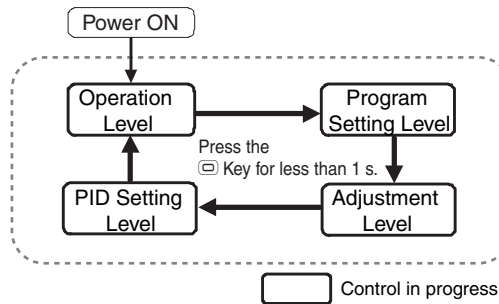 Power ON
Operation
Level
Program
Setting Level
Press the
Key for less than 1 s.
PID Setting
Level
Adjustment
Level
Control in progress